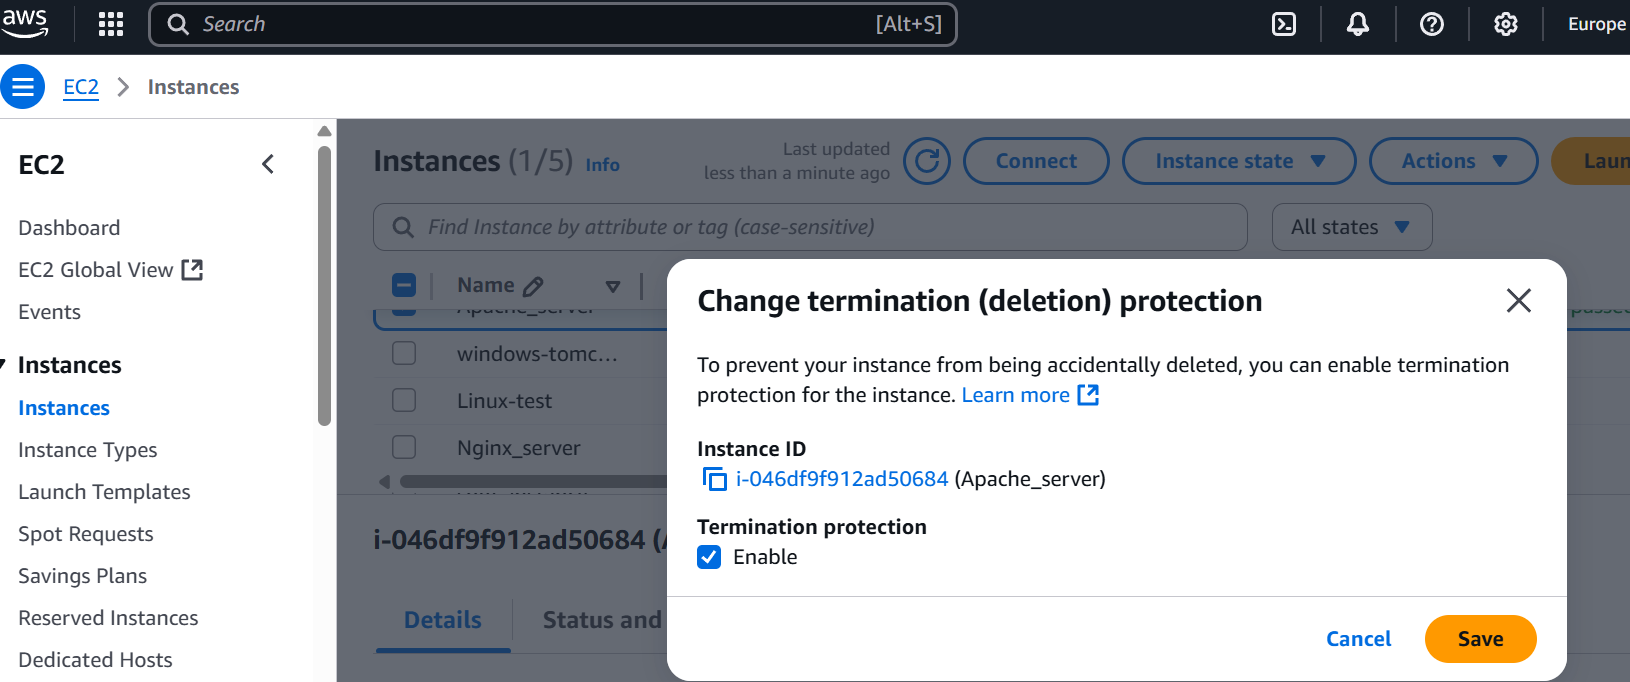 aws
Search [Alt+S]
Europe
EC2 > Instances
EC2
Dashboard
EC2 Global View
Events
Instances
Instances
Instance Types
Launch Templates
Spot Requests
Savings Plans
Reserved Instances
Dedicated Hosts
Instances (1/5) Info
Last updated
less than a minute ago
Connect
Instance state
Actions
Find Instance by attribute or tag (case-sensitive)
All states
Name
Apache_server
passed
windows-tomc...
Linux-test
Nginx_server
i-046df9f912ad50684
Details
Status and
Change termination (deletion) protection
To prevent your instance from being accidentally deleted, you can enable termination
protection for the instance. Learn more
Instance ID
i-046df9f912ad50684 (Apache_server)
Termination protection
Enable
Cancel
Save